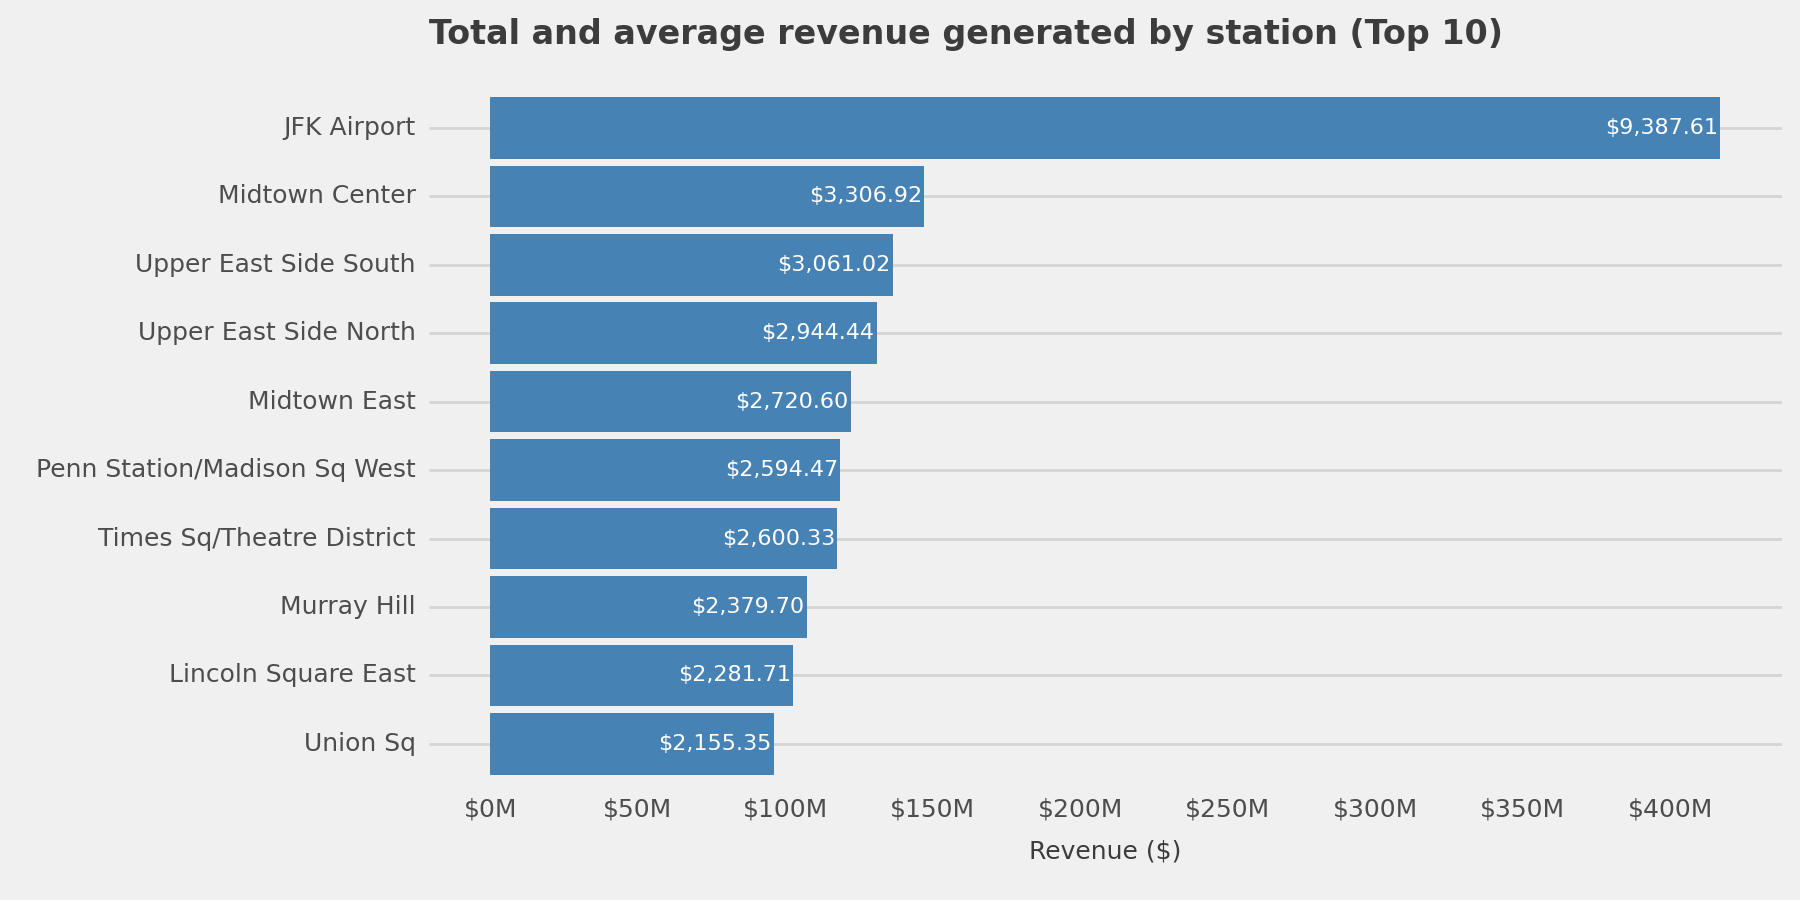 Total and average revenue generated by station (Top 10)
JFK Airport
$9,387.61
Midtown Center
$3,306.92
Upper East Side South
$3,061.02
Upper East Side North
$2,944.44
Midtown East
$2,720.60
Penn Station/Madison Sq West
$2,594.47
Times Sq/Theatre District
$2,600.33
Murray Hill
$2,379.70
Lincoln Square East
$2,281.71
Union Sq
$2,155.35
$0M $50M $100M $150M $200M $250M $300M $350M $400M
Revenue ($)